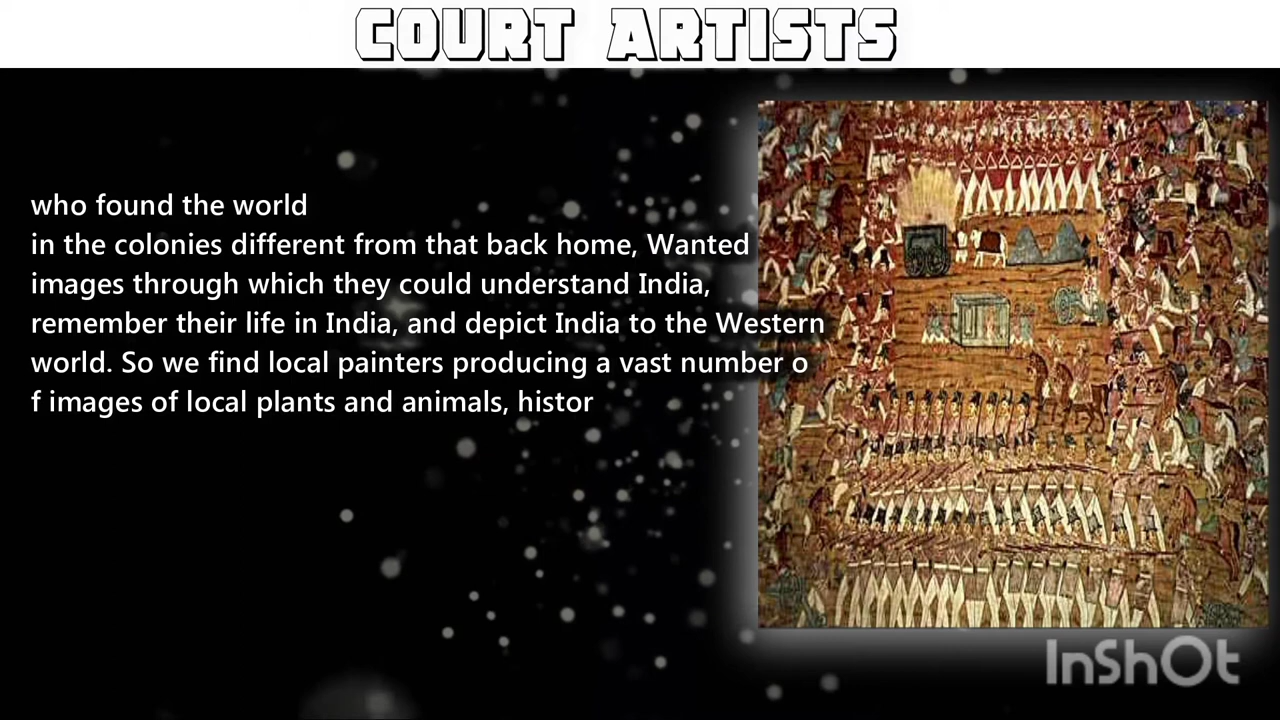 COURT ARTISTS
who found the world
in the colonies different from that back home, Wanted
images through which they could understand India,
remember their life in India, and depict India to the Western
world. So we find local painters producing a vast number o
f images of local plants and animals, histor
InShOt